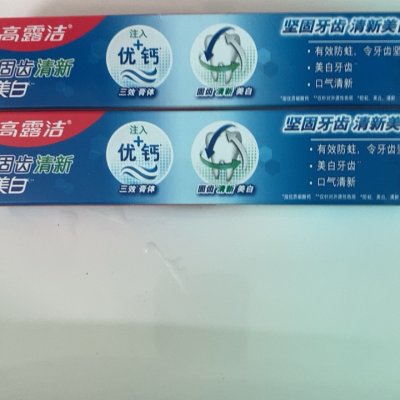 高露洁
固齿清新
美白
注入
优+钙
三效膏体
固齿 清新 美白
坚固牙齿 清新美白
• 有效防蛀，令牙齿坚
• 美白牙齿
• 口气清新
高露洁
固齿清新
美白
注入
优+钙
三效膏体
固齿 清新 美白
坚固牙齿 清新美
• 有效防蛀，令牙齿坚
• 美白牙齿
• 口气清新